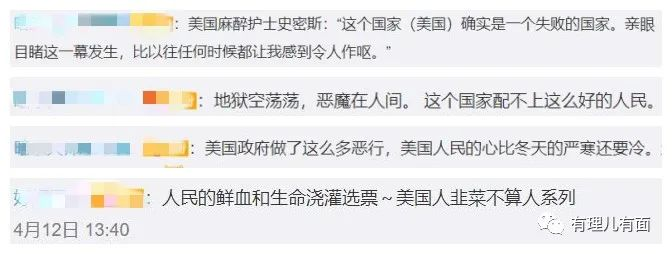 ：美国麻醉护士史密斯：“这个国家（美国）确实是一个失败的国家。亲眼
目睹这一幕发生，比以往任何时候都让我感到令人作呕。”
：地狱空荡荡，恶魔在人间。 这个国家配不上这么好的人民。
：美国政府做了这么多恶行，美国人民的心比冬天的严寒还要冷。
：人民的鲜血和生命浇灌选票～美国人韭菜不算人系列
4月12日 13:40
有理儿有面